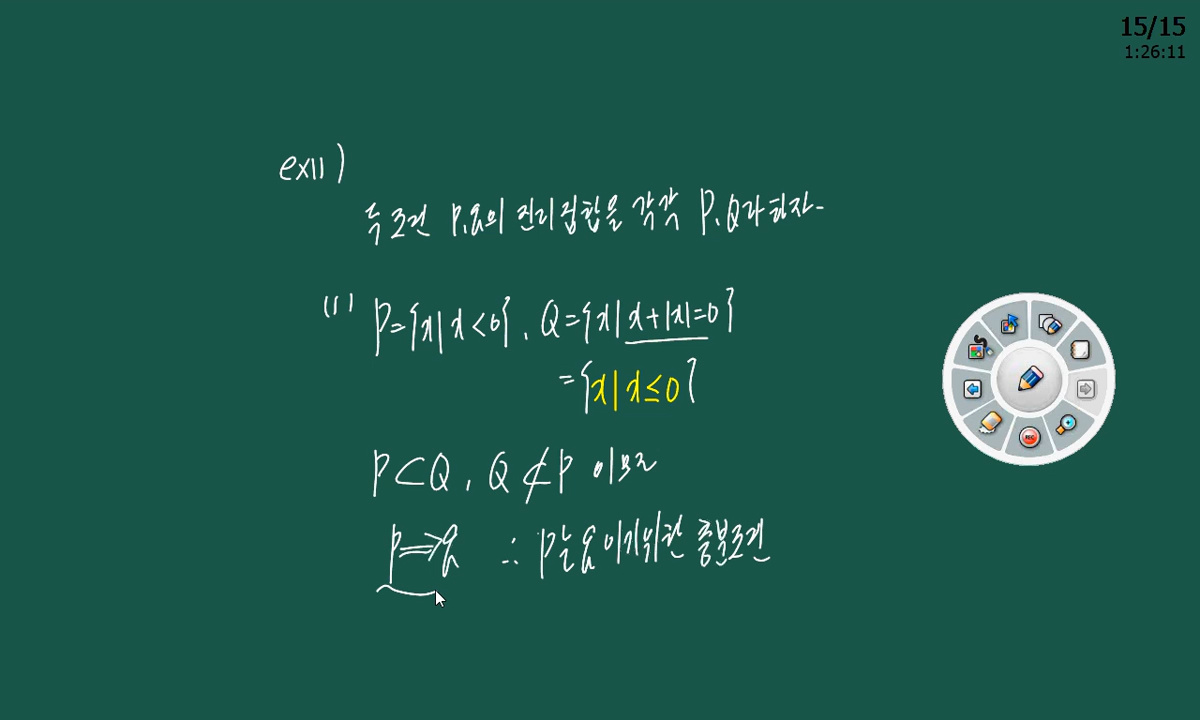 15/15
1:26:11
ex11)
두 조건 p, q의 진리집합을 각각 P, Q라 하자.
(1) P={x|x<0}, Q={x|x+|x|=0}
={x|x≤0}
P⊂Q, Q⊄P 이므로
p⇒q ∴ p는 q이기위한 충분조건